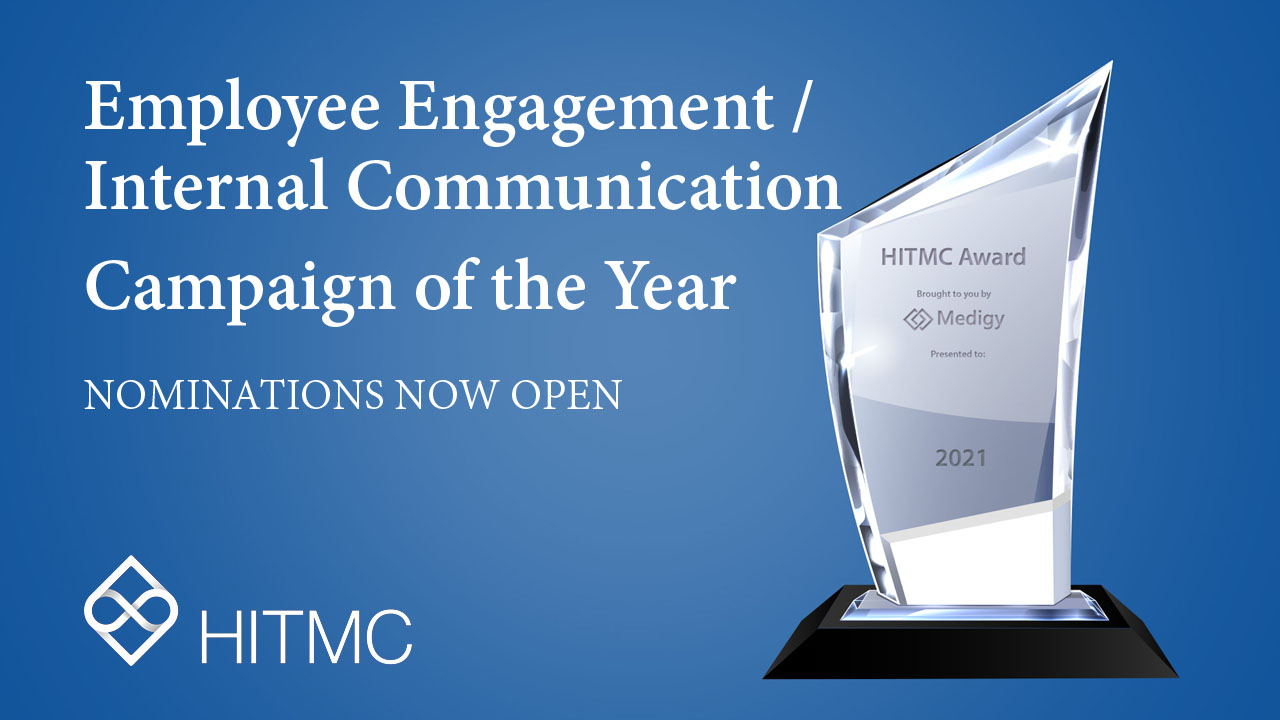 Employee Engagement /
Internal Communication
Campaign of the Year
NOMINATIONS NOW OPEN
HITMC
HITMC Award
Brought to you by
Medigy
Presented to:
2021